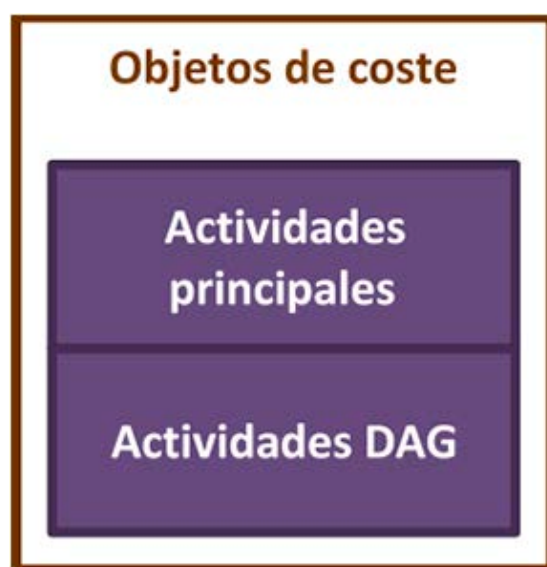 Objetos de coste
Actividades
principales
Actividades DAG